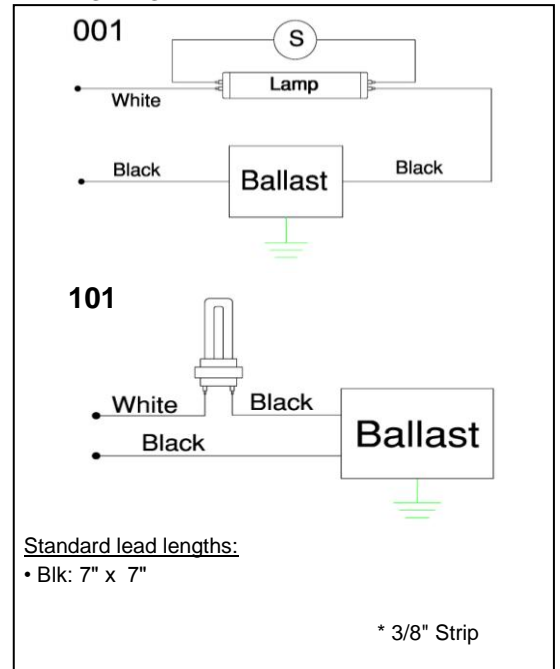 001
S
Lamp
White
Black
Black
Ballast
101
White
Black
Black
Ballast
Standard lead lengths:
• Blk: 7" x 7"
* 3/8" Strip